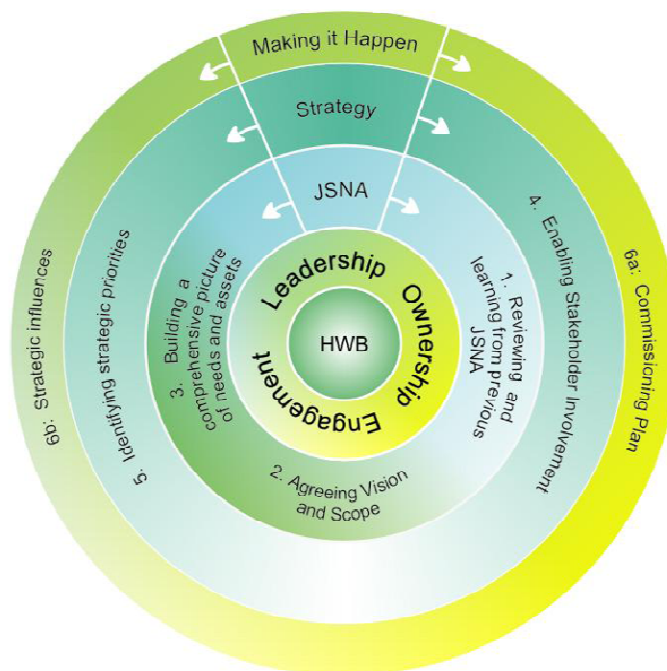 Making it Happen
Strategy
JSNA
Leadership
Ownership
Engagement
HWB
1. Reviewing and
learning from Previous
JSNA
2. Agreeing Vision
and Scope
3. Building a
comprehensive picture
of needs and assets
4. Enabling Stakeholder Involvement
5. Identifying strategic priorities
6a: Commissioning Plan
6b: Strategic influences